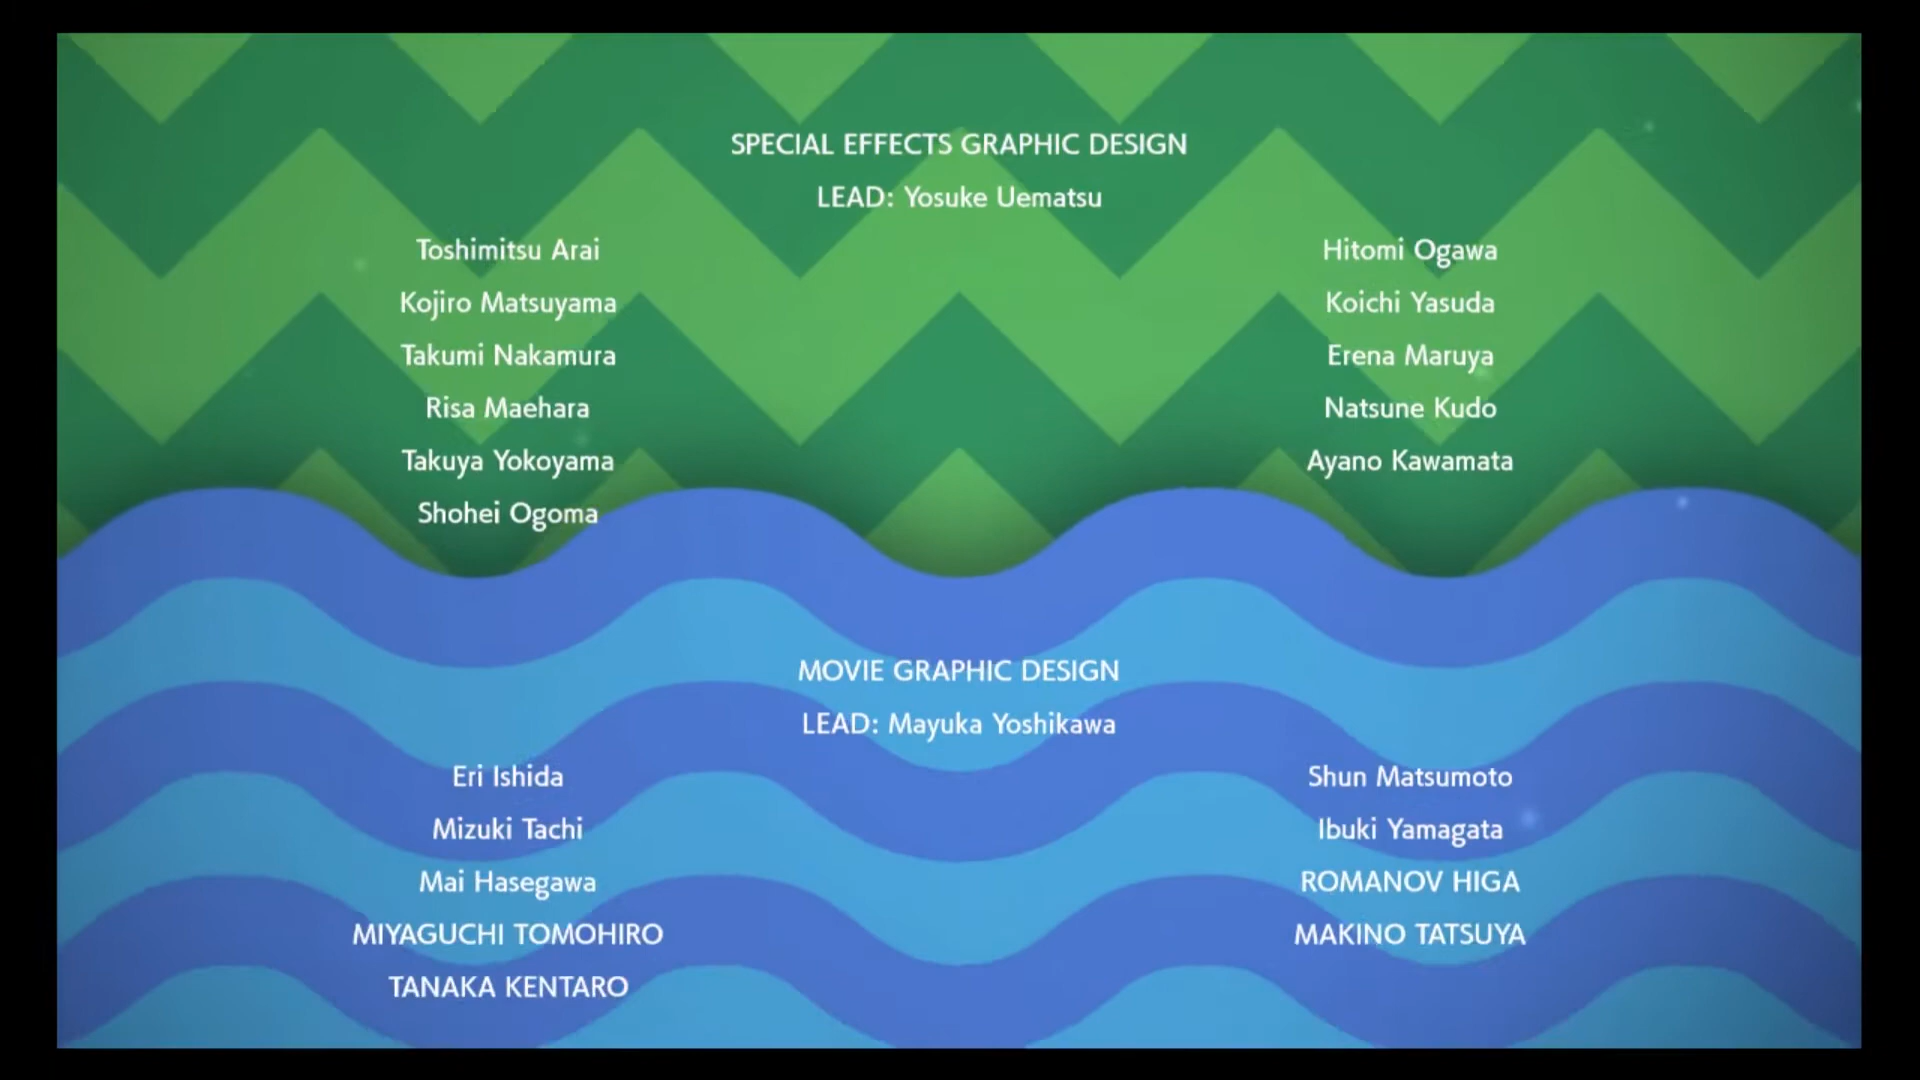 SPECIAL EFFECTS GRAPHIC DESIGN
LEAD: Yosuke Uematsu
Toshimitsu Arai
Hitomi Ogawa
Kojiro Matsuyama
Koichi Yasuda
Takumi Nakamura
Erena Maruya
Risa Maehara
Natsune Kudo
Takuya Yokoyama
Ayano Kawamata
Shohei Ogoma
MOVIE GRAPHIC DESIGN
LEAD: Mayuka Yoshikawa
Eri Ishida
Shun Matsumoto
Mizuki Tachi
Ibuki Yamagata
Mai Hasegawa
ROMANOV HIGA
MIYAGUCHI TOMOHIRO
MAKINO TATSUYA
TANAKA KENTARO